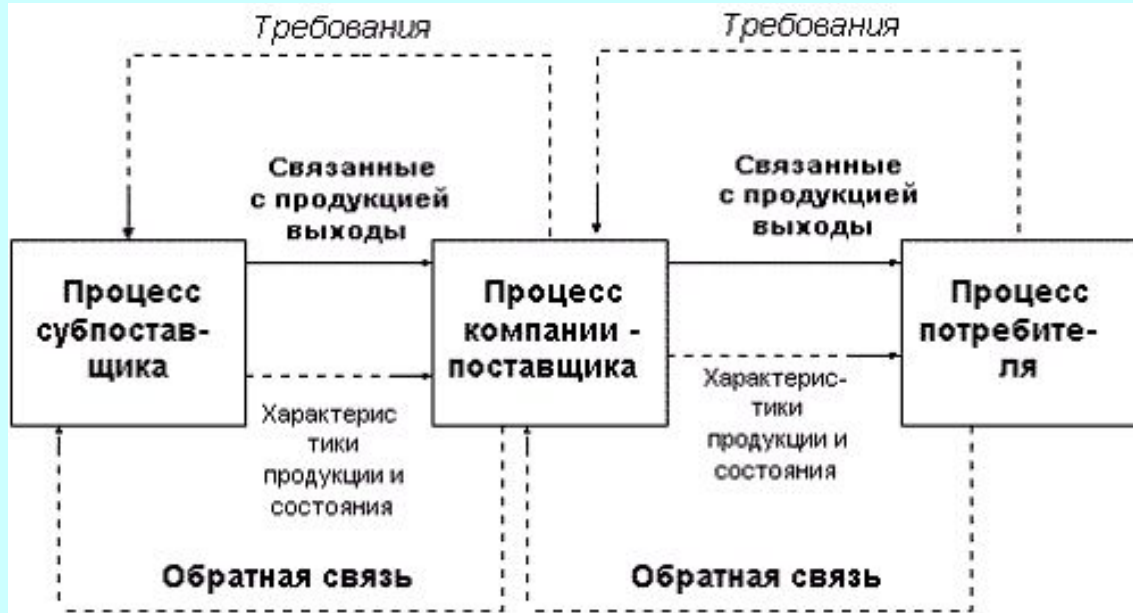 Требования
Требования
Связанные
с продукцией
выходы
Связанные
с продукцией
выходы
Процесс
субпостав-
щика
Процесс
компании -
поставщика
Процесс
потребите-
ля
Характерис
тики
продукции и
состояния
Характерис-
тики
продукции и
состояния
Обратная связь
Обратная связь